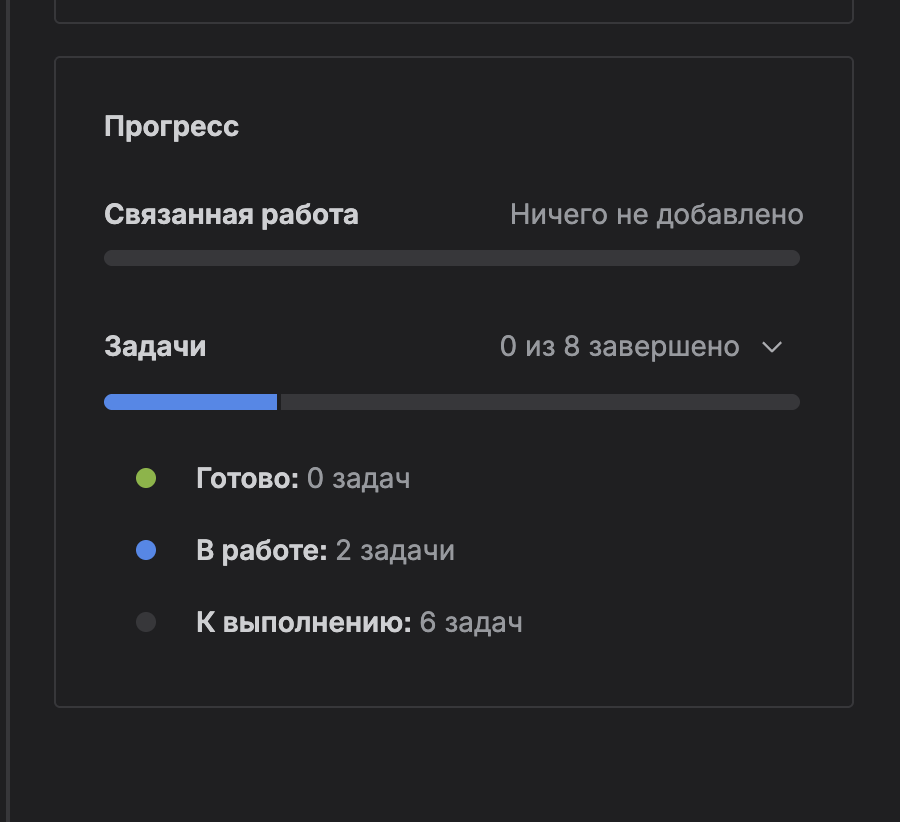 Прогресс
Связанная работа Ничего не добавлено
Задачи 0 из 8 завершено
Готово: 0 задач
В работе: 2 задачи
К выполнению: 6 задач